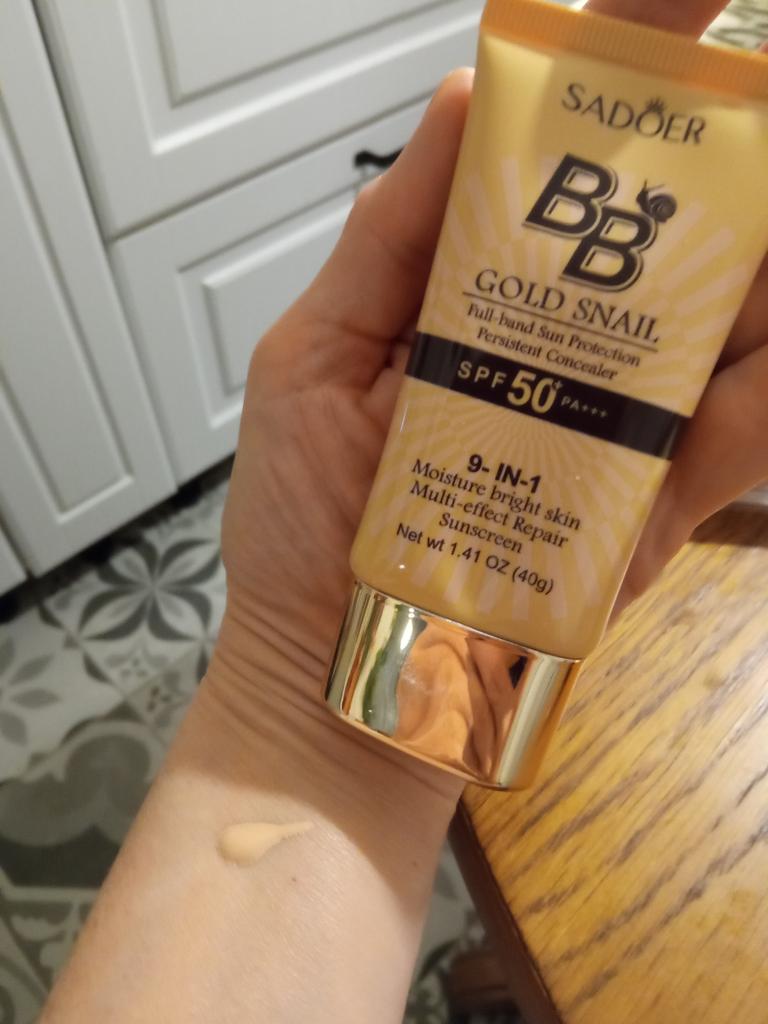 SADOER
BB
GOLD SNAIL
Full-band Sun Protection
Persistent Concealer
SPF 50+ PA+++
9- IN-1
Moisture bright skin
Multi-effect Repair
Sunscreen
Net wt 1.41 OZ (40g)